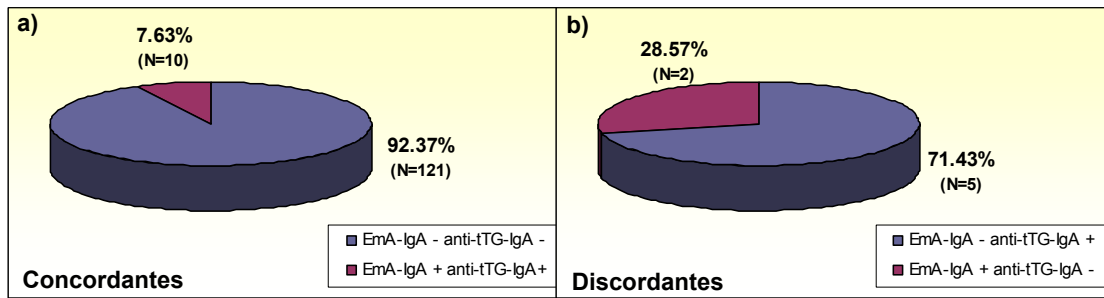 a)
7.63%
(N=10)
92.37%
(N=121)
EmA-IgA - anti-tTG-IgA -
EmA-IgA + anti-tTG-IgA+
Concordantes
b)
28.57%
(N=2)
71.43%
(N=5)
EmA-IgA - anti-tTG-IgA +
EmA-IgA + anti-tTG-IgA -
Discordantes